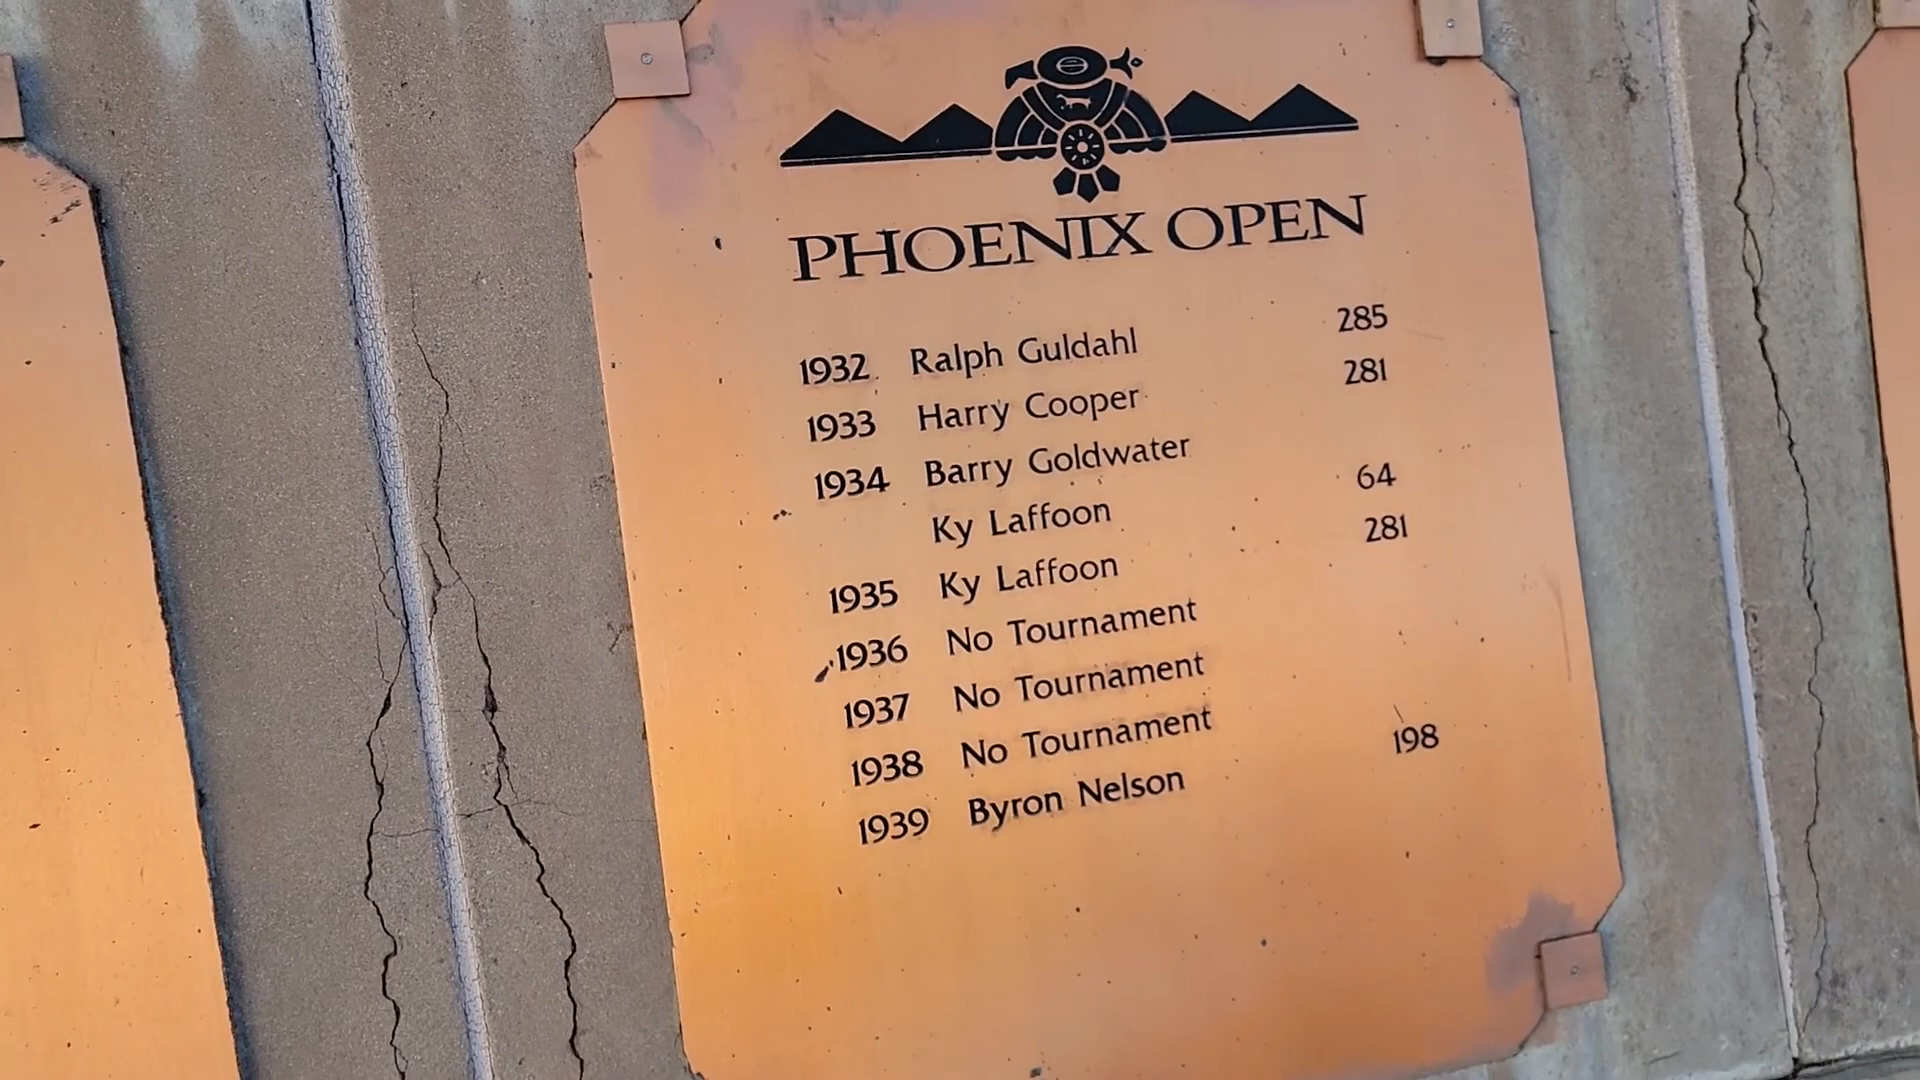 PHOENIX OPEN
1932 Ralph Guldahl 285
1933 Harry Cooper 281
1934 Barry Goldwater
Ky Laffoon 64
1935 Ky Laffoon 281
1936 No Tournament
1937 No Tournament
1938 No Tournament
1939 Byron Nelson 198